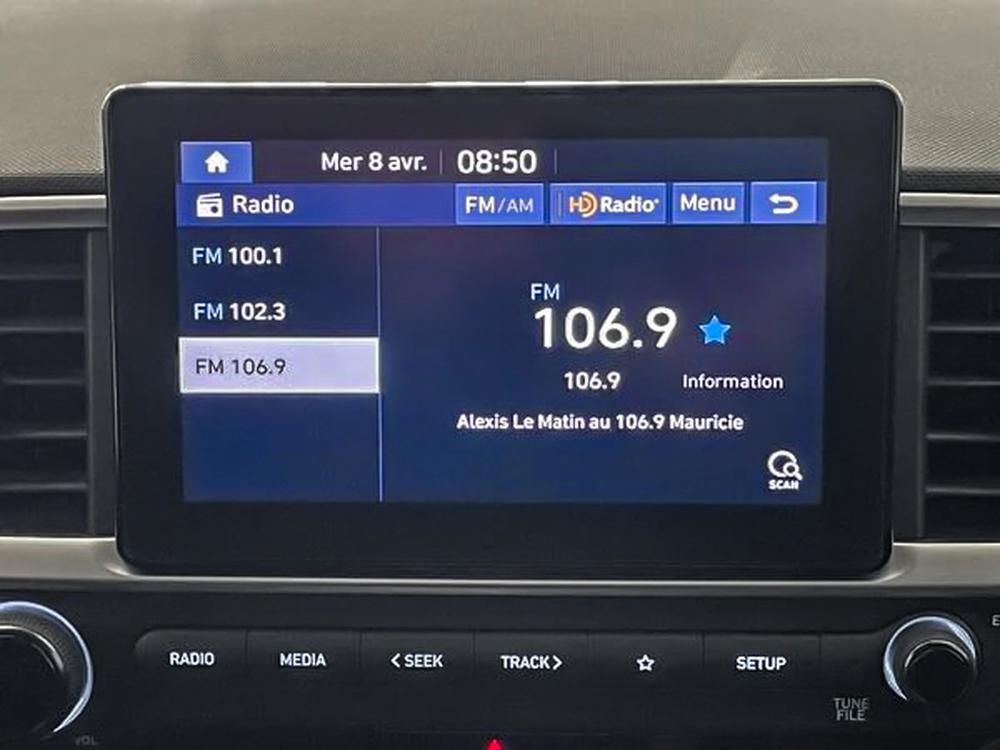 Mer 8 avr. 08:50
Radio FM/AM HD Radio Menu
FM 100.1
FM 102.3
FM 106.9
FM
106.9
106.9 Information
Alexis Le Matin au 106.9 Mauricie
SCAN
RADIO MEDIA < SEEK TRACK > SETUP
TUNE
FILE
VOL